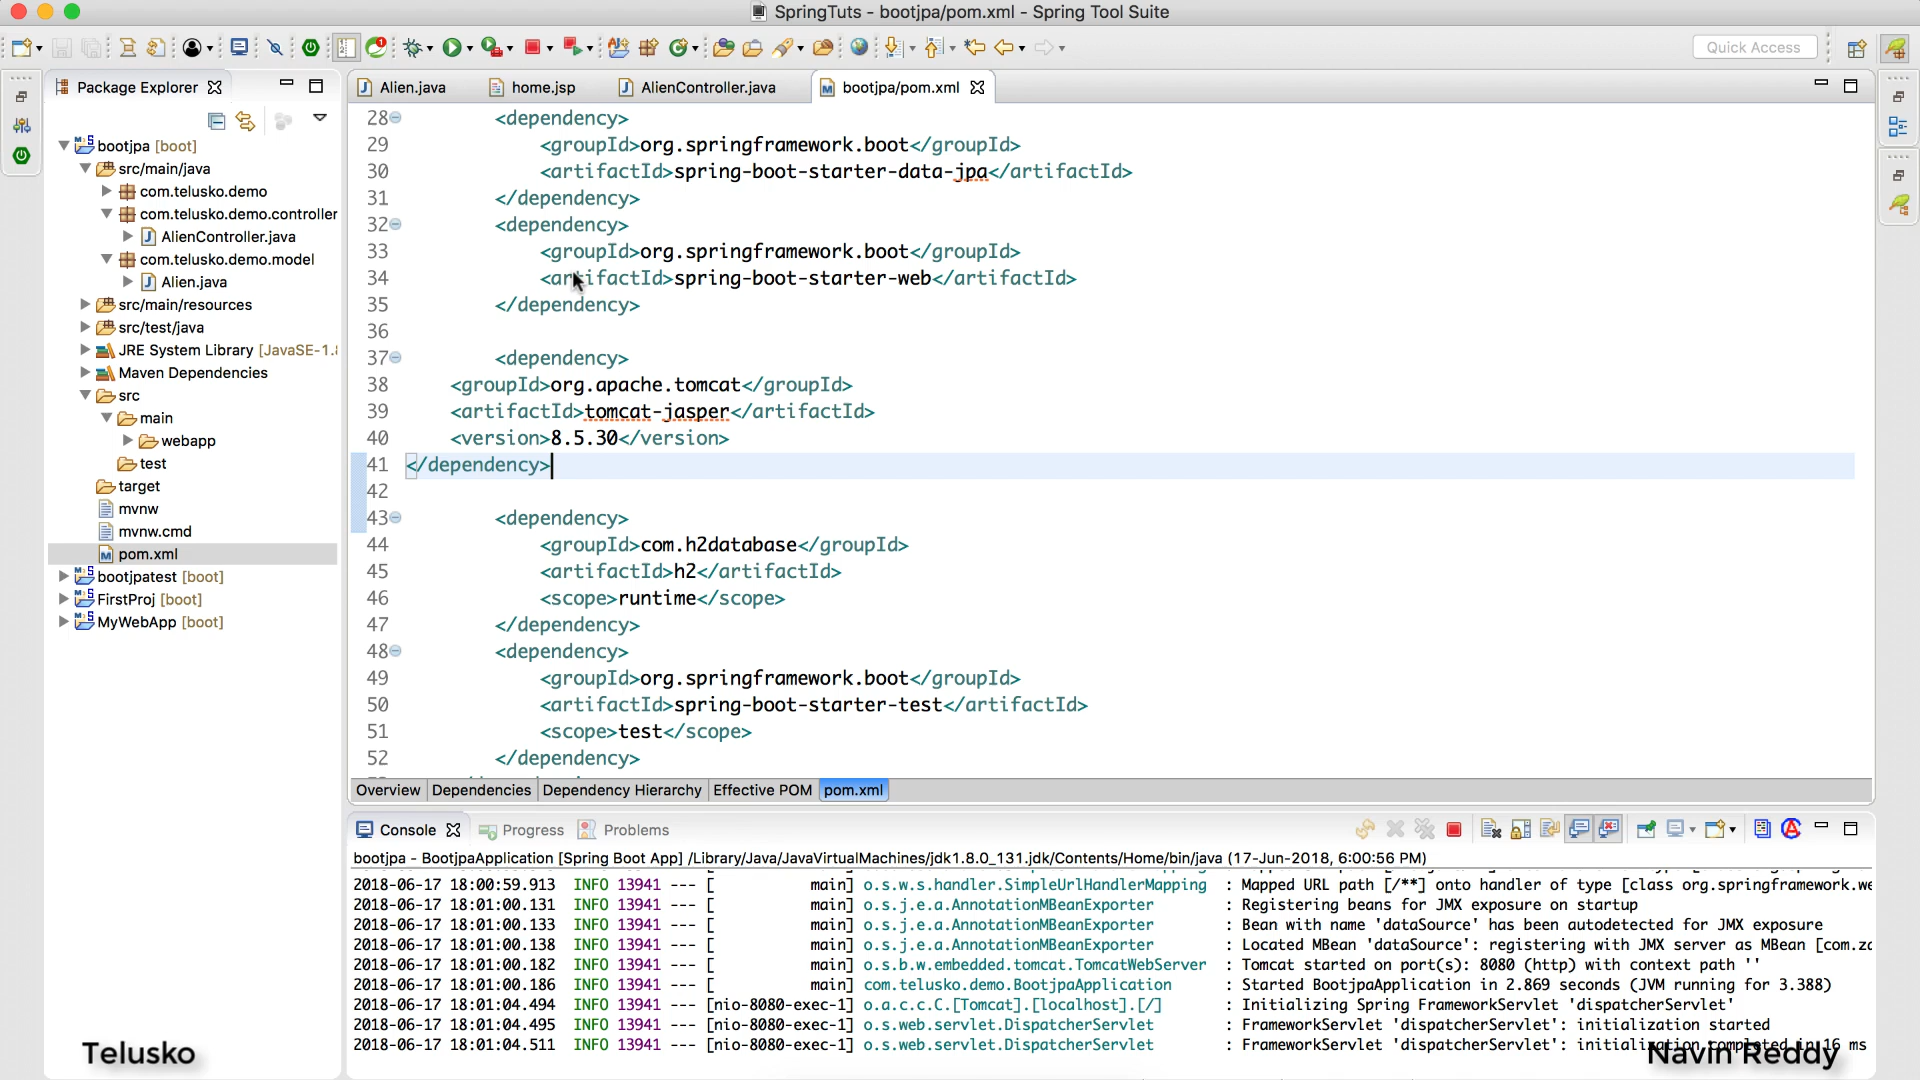 SpringTuts - bootjpa/pom.xml - Spring Tool Suite
Quick Access
Package Explorer
Alien.java
home.jsp
AlienController.java
bootjpa/pom.xml
bootjpa [boot]
src/main/java
com.telusko.demo
com.telusko.demo.controller
AlienController.java
com.telusko.demo.model
Alien.java
src/main/resources
src/test/java
JRE System Library [JavaSE-1.8
Maven Dependencies
src
main
webapp
test
target
mvnw
mvnw.cmd
pom.xml
bootjpatest [boot]
FirstProj [boot]
MyWebApp [boot]
28 <dependency>
29 <groupId>org.springframework.boot</groupId>
30 <artifactId>spring-boot-starter-data-jpa</artifactId>
31 </dependency>
32 <dependency>
33 <groupId>org.springframework.boot</groupId>
34 <artifactId>spring-boot-starter-web</artifactId>
35 </dependency>
36
37 <dependency>
38 <groupId>org.apache.tomcat</groupId>
39 <artifactId>tomcat-jasper</artifactId>
40 <version>8.5.30</version>
41 </dependency>
42
43 <dependency>
44 <groupId>com.h2database</groupId>
45 <artifactId>h2</artifactId>
46 <scope>runtime</scope>
47 </dependency>
48 <dependency>
49 <groupId>org.springframework.boot</groupId>
50 <artifactId>spring-boot-starter-test</artifactId>
51 <scope>test</scope>
52 </dependency>
Overview Dependencies Dependency Hierarchy Effective POM pom.xml
Console Progress Problems
bootjpa - BootjpaApplication [Spring Boot App] /Library/Java/JavaVirtualMachines/jdk1.8.0_131.jdk/Contents/Home/bin/java (17-Jun-2018, 6:00:56 PM)
2018-06-17 18:00:59.913 INFO 13941 --- [ main] o.s.w.s.handler.SimpleUrlHandlerMapping : Mapped URL path [/**] onto handler of type [class org.springframework.we
2018-06-17 18:01:00.131 INFO 13941 --- [ main] o.s.j.e.a.AnnotationMBeanExporter : Registering beans for JMX exposure on startup
2018-06-17 18:01:00.133 INFO 13941 --- [ main] o.s.j.e.a.AnnotationMBeanExporter : Bean with name 'dataSource' has been autodetected for JMX exposure
2018-06-17 18:01:00.138 INFO 13941 --- [ main] o.s.j.e.a.AnnotationMBeanExporter : Located MBean 'dataSource': registering with JMX server as MBean [com.za
2018-06-17 18:01:00.182 INFO 13941 --- [ main] o.s.b.w.embedded.tomcat.TomcatWebServer : Tomcat started on port(s): 8080 (http) with context path ''
2018-06-17 18:01:00.186 INFO 13941 --- [ main] com.telusko.demo.BootjpaApplication : Started BootjpaApplication in 2.869 seconds (JVM running for 3.388)
2018-06-17 18:01:04.494 INFO 13941 --- [nio-8080-exec-1] o.a.c.c.C.[Tomcat].[localhost].[/] : Initializing Spring FrameworkServlet 'dispatcherServlet'
2018-06-17 18:01:04.495 INFO 13941 --- [nio-8080-exec-1] o.s.web.servlet.DispatcherServlet : FrameworkServlet 'dispatcherServlet': initialization started
2018-06-17 18:01:04.511 INFO 13941 --- [nio-8080-exec-1] o.s.web.servlet.DispatcherServlet : FrameworkServlet 'dispatcherServlet': initialization completed in 16 ms
Telusko
Navin Reddy